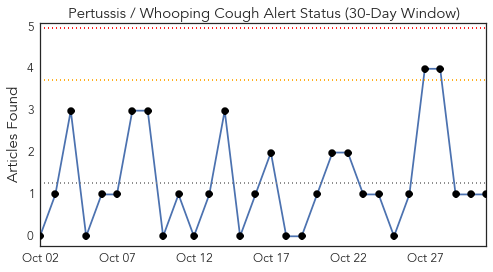 Pertussis / Whooping Cough Alert Status (30-Day Window)
Articles Found
5
4
3
2
1
0
Oct 02 Oct 07 Oct 12 Oct 17 Oct 22 Oct 27